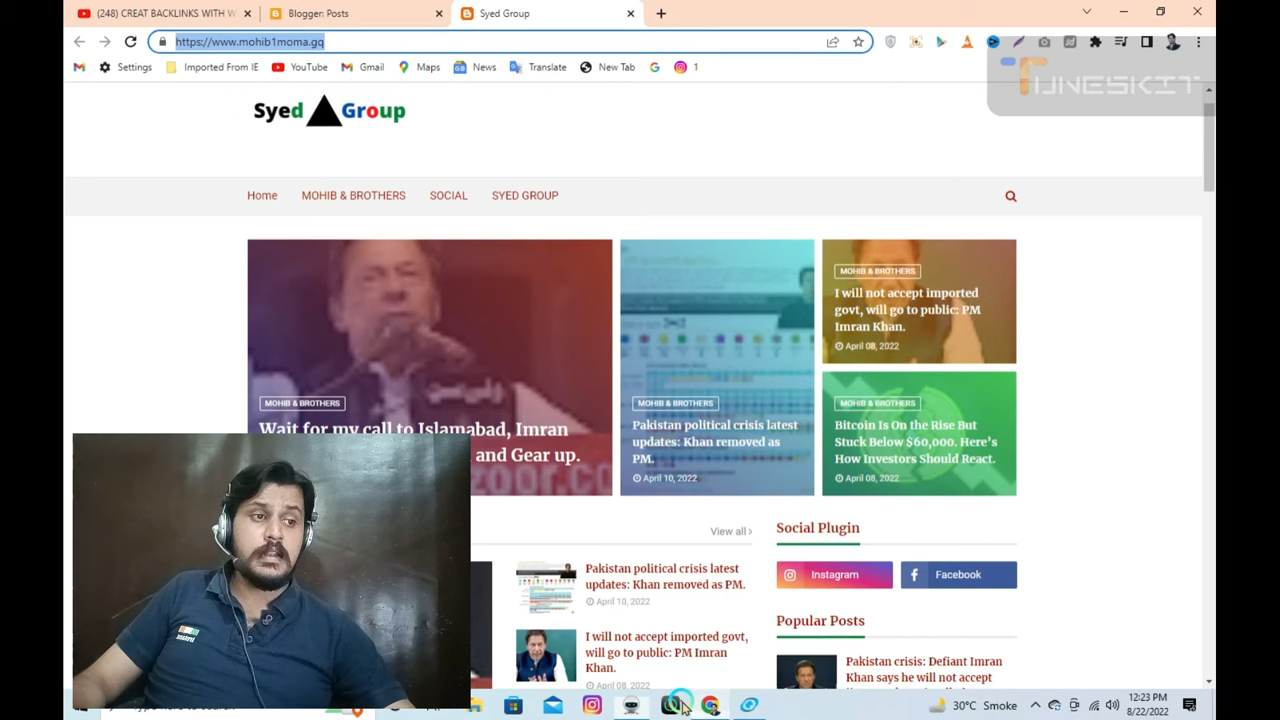 (248) CREAT BACKLINKS WITH W
Blogger: Posts
Syed Group
https://www.mohib1moma.gq
Settings
Imported From IE
YouTube
Gmail
Maps
News
Translate
New Tab
1
TUNESKIT
Syed Group
Home
MOHIB & BROTHERS
SOCIAL
SYED GROUP
MOHIB & BROTHERS
Wait for my call to Islamabad, Imran
and Gear up.
MOHIB & BROTHERS
Pakistan political crisis latest
updates: Khan removed as
PM.
April 10, 2022
MOHIB & BROTHERS
I will not accept imported
govt, will go to public: PM
Imran Khan.
April 08, 2022
MOHIB & BROTHERS
Bitcoin Is On the Rise But
Stuck Below $60,000. Here's
How Investors Should React.
April 08, 2022
View all
Pakistan political crisis latest
updates: Khan removed as PM.
April 10, 2022
I will not accept imported govt,
will go to public: PM Imran
Khan.
April 08, 2022
Social Plugin
Instagram
Facebook
Popular Posts
Pakistan crisis: Defiant Imran
Khan says he will not accept
30°C Smoke
12:23 PM
8/22/2022